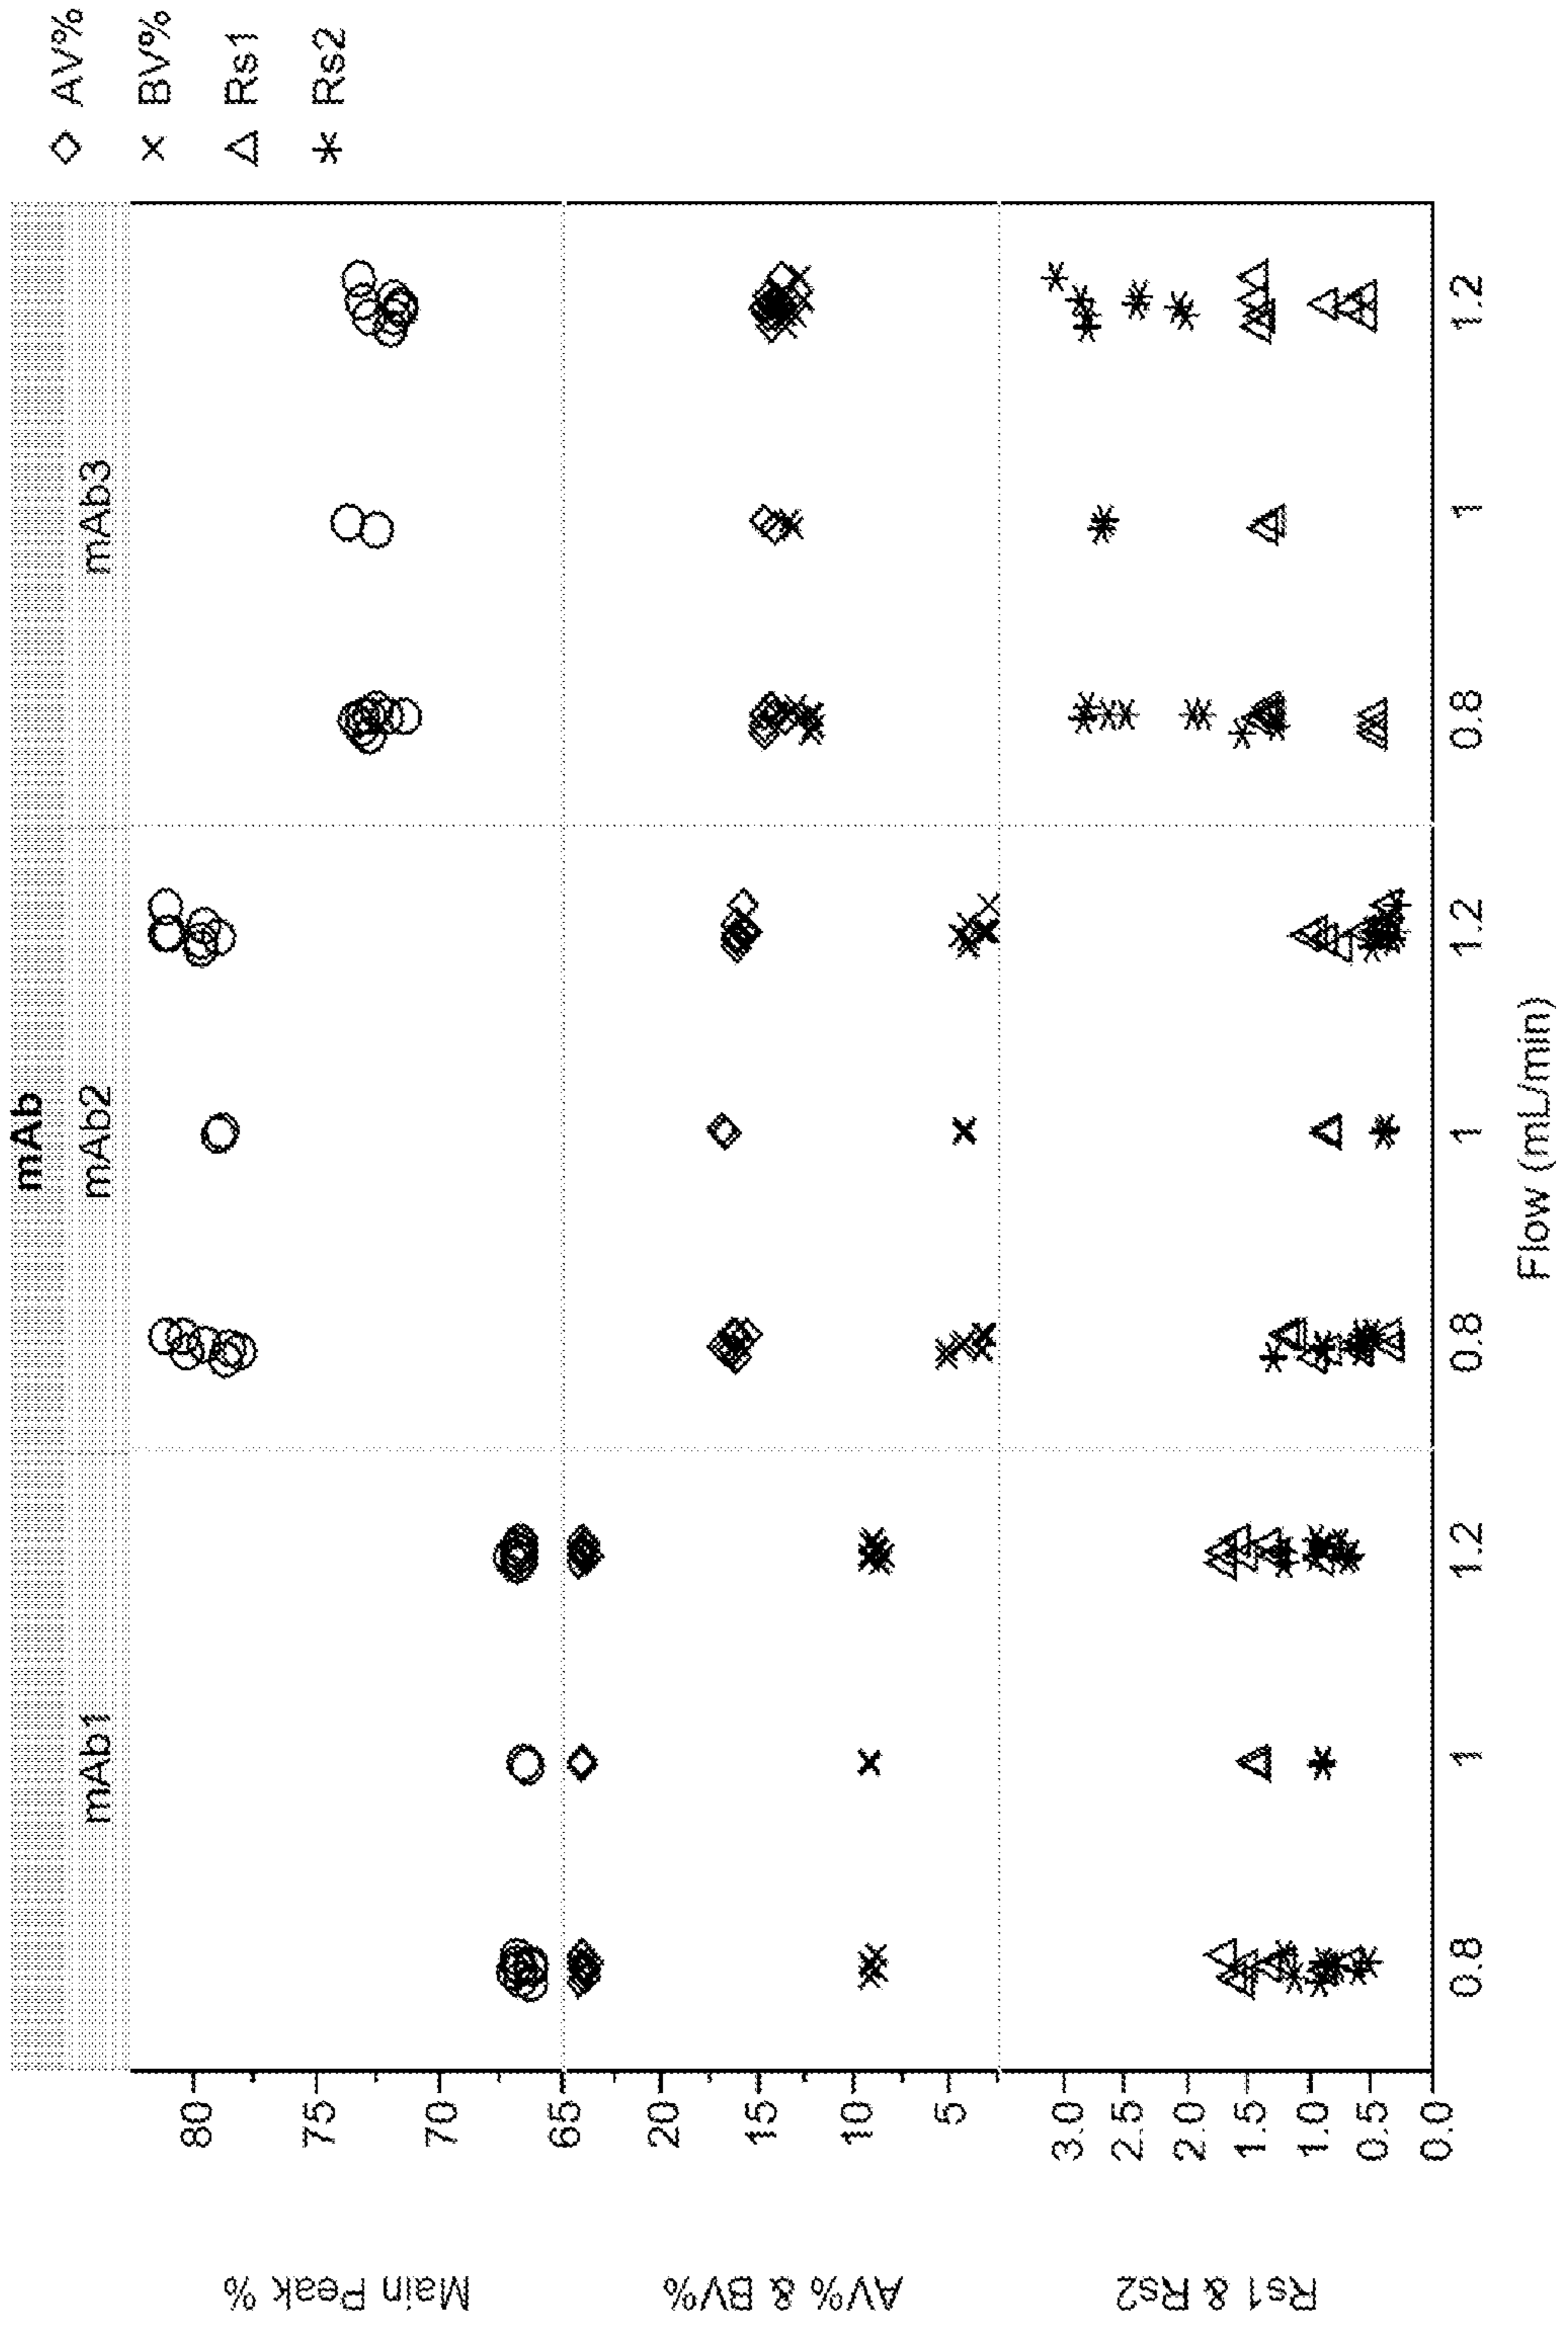 mAb
mAb1
mAb2
mAb3
◇ AV%
× BV%
△ Rs1
* Rs2
Main Peak %
80
75
70
65
AV% & BV%
20
15
10
5
Rs1 & Rs2
3.0
2.5
2.0
1.5
1.0
0.5
0.0
0.8
1
1.2
0.8
1
1.2
0.8
1
1.2
Flow (mL/min)